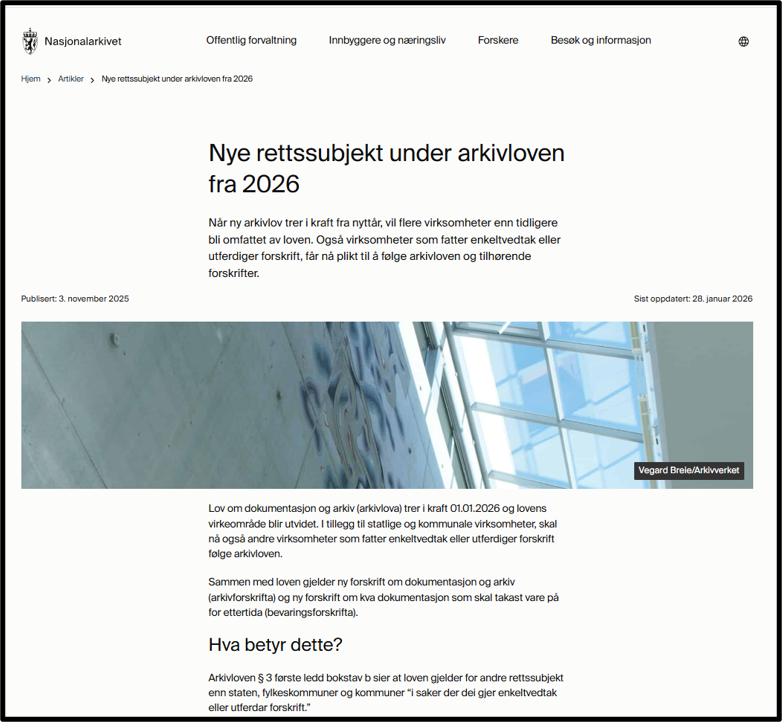 Nasjonalarkivet
Offentlig forvaltning
Innbyggere og næringsliv
Forskere
Besøk og informasjon
Hjem > Artikler > Nye rettssubjekt under arkivloven fra 2026
Nye rettssubjekt under arkivloven
fra 2026
Når ny arkivlov trer i kraft fra nyttår, vil flere virksomheter enn tidligere
bli omfattet av loven. Også virksomheter som fatter enkeltvedtak eller
utferdiger forskrift, får nå plikt til å følge arkivloven og tilhørende
forskrifter.
Publisert: 3. november 2025
Sist oppdatert: 28. januar 2026
Vegard Breie/Arkivverket
Lov om dokumentasjon og arkiv (arkivlova) trer i kraft 01.01.2026 og lovens
virkeområde blir utvidet. I tillegg til statlige og kommunale virksomheter, skal
nå også andre virksomheter som fatter enkeltvedtak eller utferdiger forskrift
følge arkivloven.
Sammen med loven gjelder ny forskrift om dokumentasjon og arkiv
(arkivforskrifta) og ny forskrift om kva dokumentasjon som skal takast vare på
for ettertida (bevaringsforskrifta).
Hva betyr dette?
Arkivloven § 3 første ledd bokstav b sier at loven gjelder for andre rettssubjekt
enn staten, fylkeskommuner og kommuner “i saker der dei gjer enkeltvedtak
eller utferdar forskrift.”